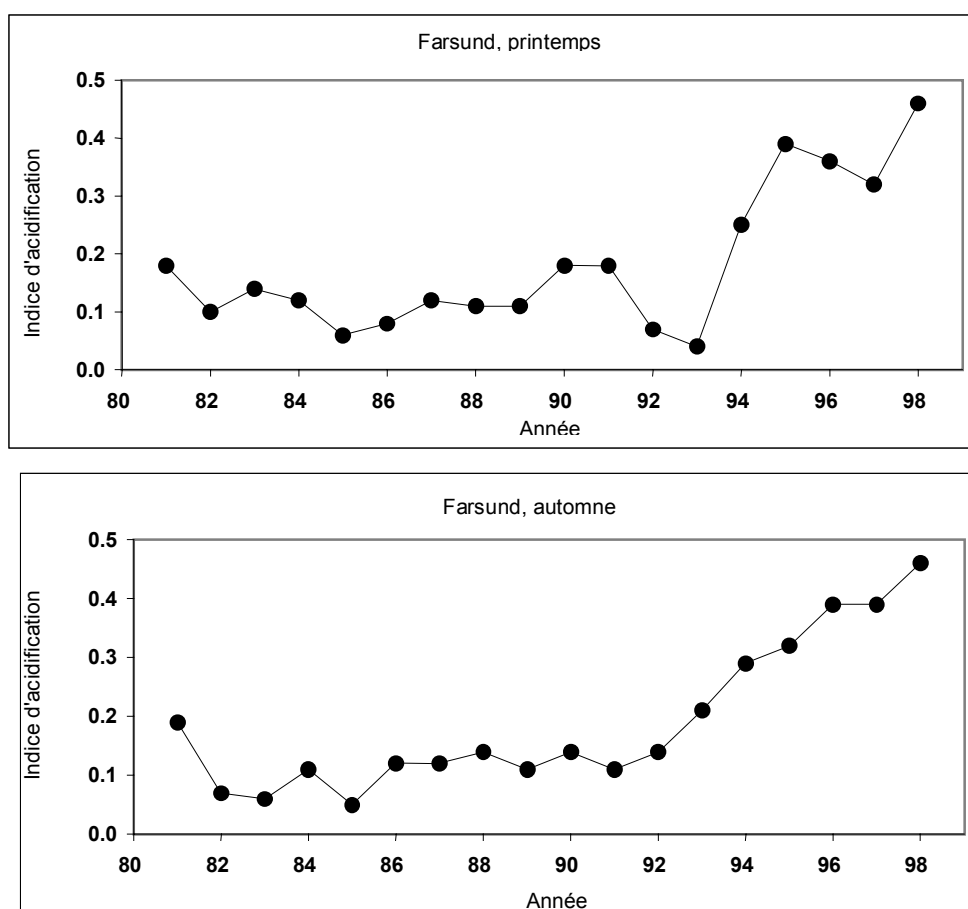 Farsund, printemps
Indice d'acidification
0.5
0.4
0.3
0.2
0.1
0.0
80 82 84 86 88 90 92 94 96 98
Année
Farsund, automne
Indice d'acidification
0.5
0.4
0.3
0.2
0.1
0.0
80 82 84 86 88 90 92 94 96 98
Année